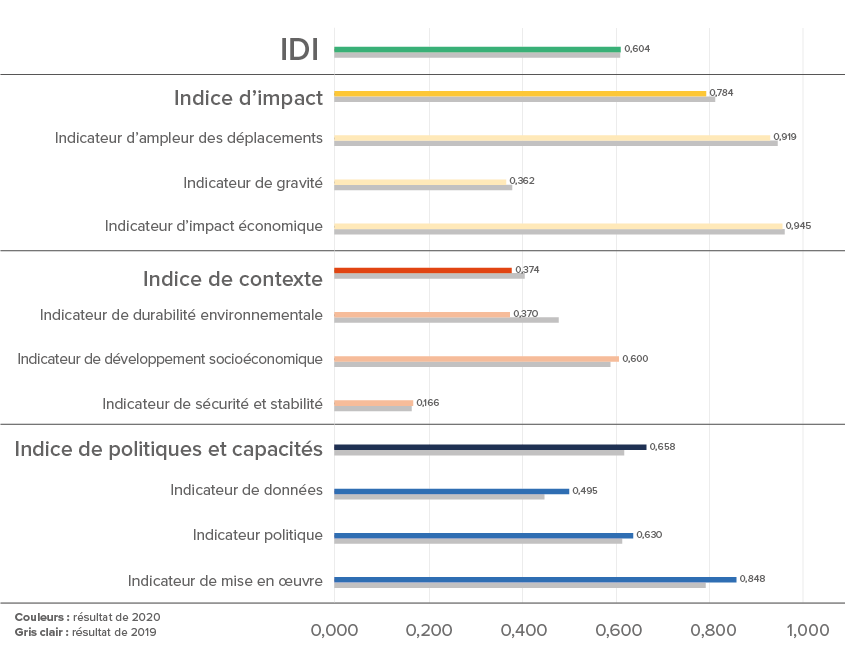 IDI 0,604
Indice d’impact 0,784
Indicateur d’ampleur des déplacements 0,919
Indicateur de gravité 0,362
Indicateur d’impact économique 0,945
Indice de contexte 0,374
Indicateur de durabilité environnementale 0,370
Indicateur de développement socioéconomique 0,600
Indicateur de sécurité et stabilité 0,166
Indice de politiques et capacités 0,658
Indicateur de données 0,495
Indicateur politique 0,630
Indicateur de mise en œuvre 0,848
Couleurs : résultat de 2020
Gris clair : résultat de 2019
0,000 0,200 0,400 0,600 0,800 1,000